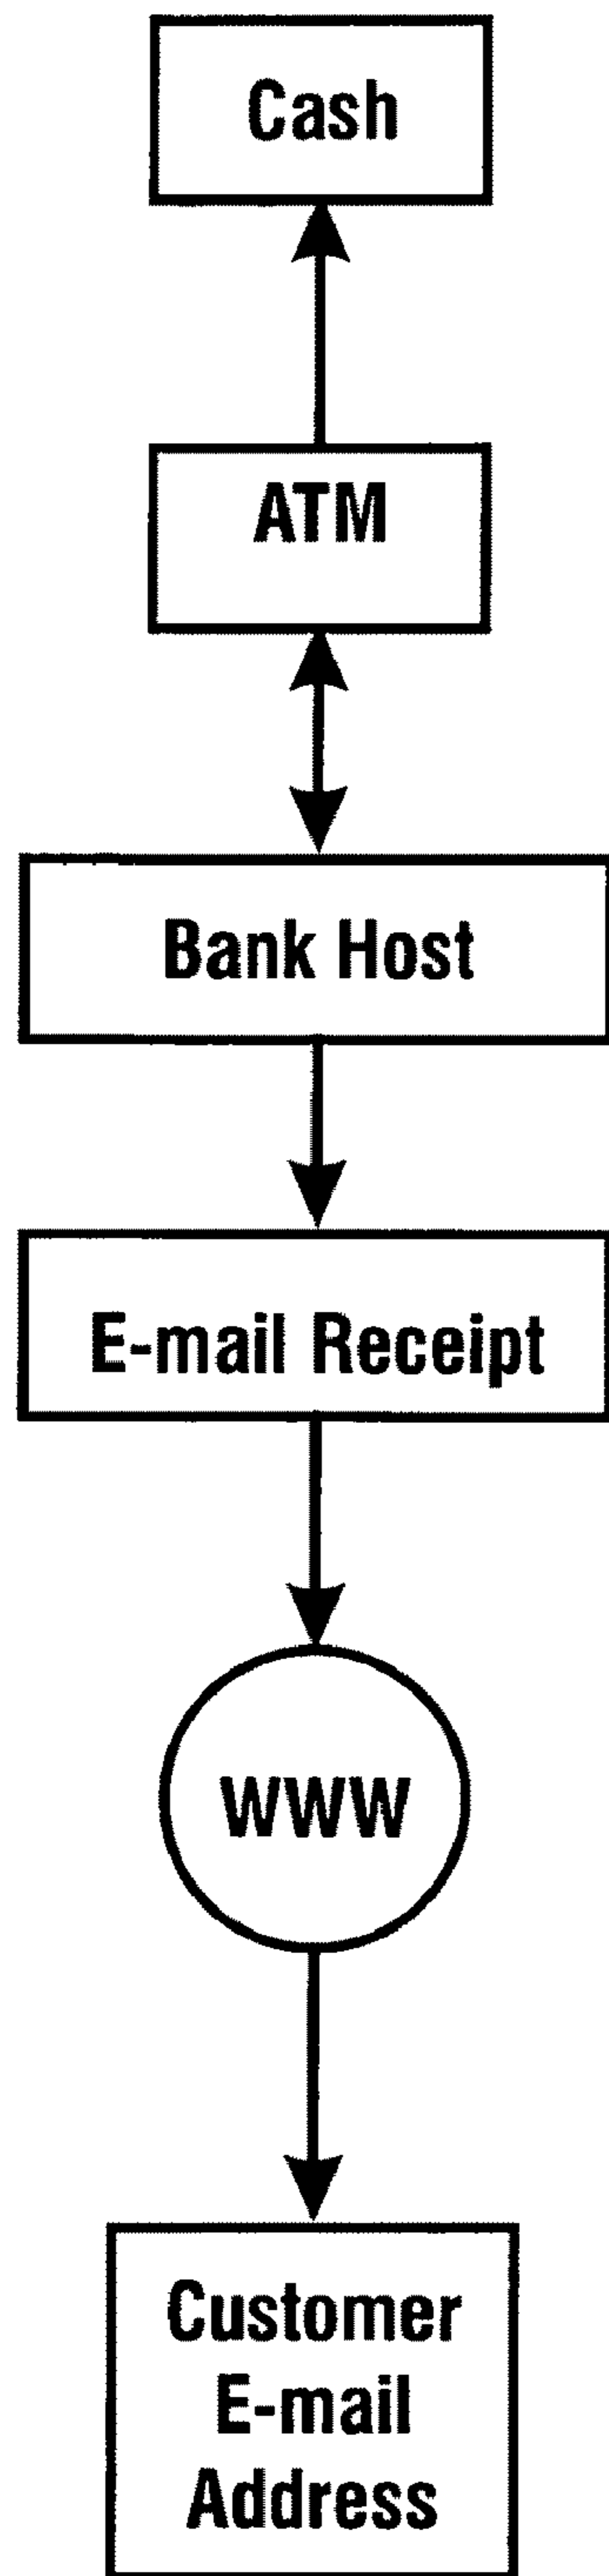 Cash
ATM
Bank Host
E-mail Receipt
WWW
Customer
E-mail
Address